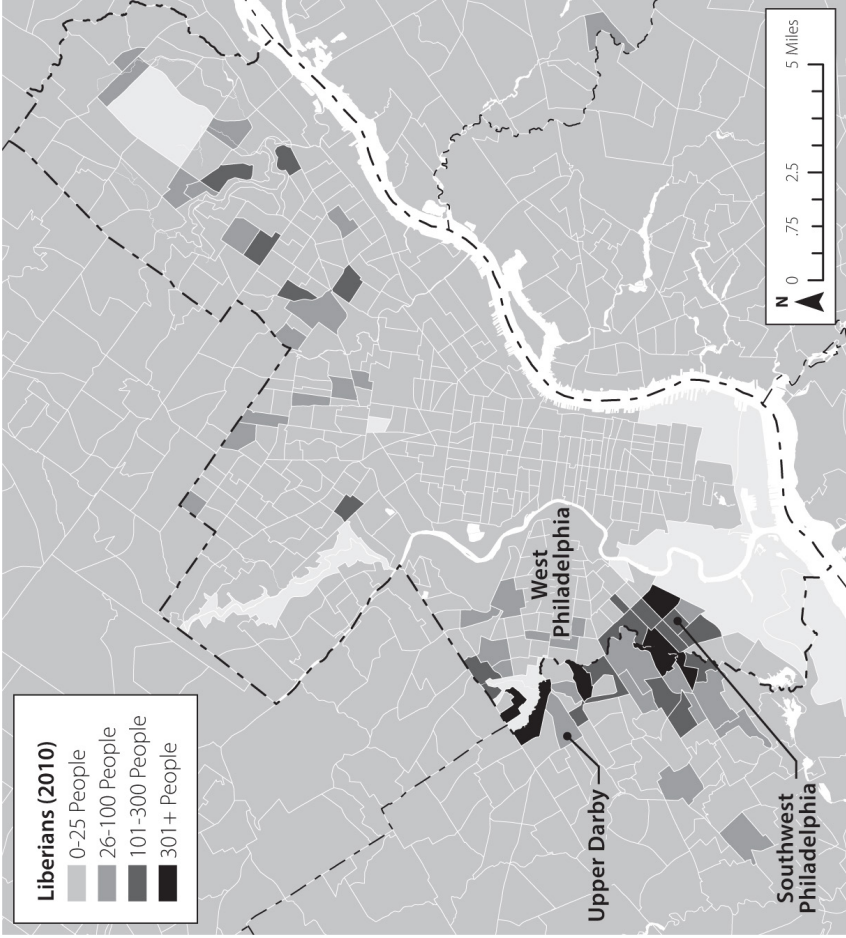 Liberians (2010)
0-25 People
26-100 People
101-300 People
301+ People
West
Philadelphia
Upper Darby
Southwest
Philadelphia
N
0 .75 2.5 5 Miles